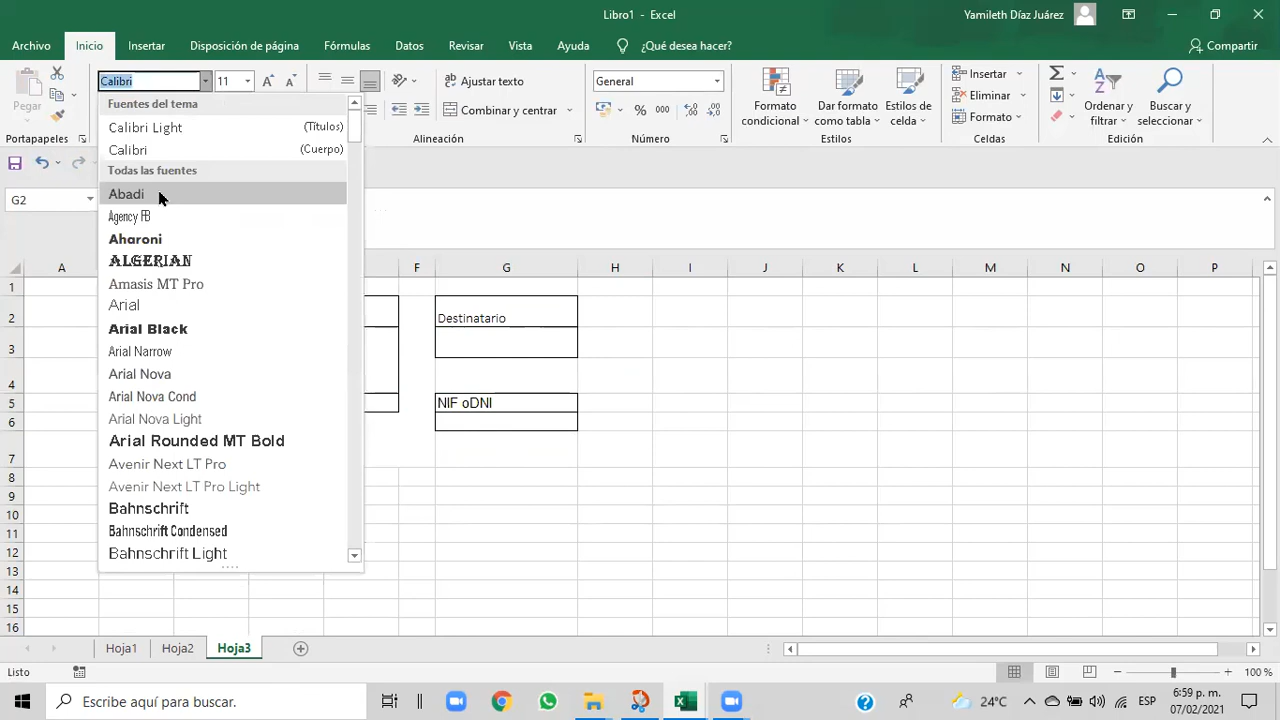 Libro1 - Excel
Yamileth Díaz Juárez
Archivo Inicio Insertar Disposición de página Fórmulas Datos Revisar Vista Ayuda ¿Qué desea hacer? Compartir
Pegar
Calibri 11
Ajustar texto
Combinar y centrar
General
% 000
Formato condicional
Dar formato como tabla
Estilos de celda
Insertar
Eliminar
Formato
Σ
Ordenar y filtrar
Buscar y seleccionar
Portapapeles Alineación Número Estilos Celdas Edición
Fuentes del tema
Calibri Light (Títulos)
Calibri (Cuerpo)
Todas las fuentes
Abadi
Agency FB
Aharoni
ALGERIAN
Amasis MT Pro
Arial
Arial Black
Arial Narrow
Arial Nova
Arial Nova Cond
Arial Nova Light
Arial Rounded MT Bold
Avenir Next LT Pro
Avenir Next LT Pro Light
Bahnschrift
Bahnschrift Condensed
Bahnschrift Light
G2
A F G H I J K L M N O P
1
2 Destinatario
3
4
5 NIF oDNI
6
7
8
9
10
11
12
13
14
15
16
Hoja1 Hoja2 Hoja3
Listo
100 %
Escribe aquí para buscar.
24°C
ESP
6:59 p. m.
07/02/2021